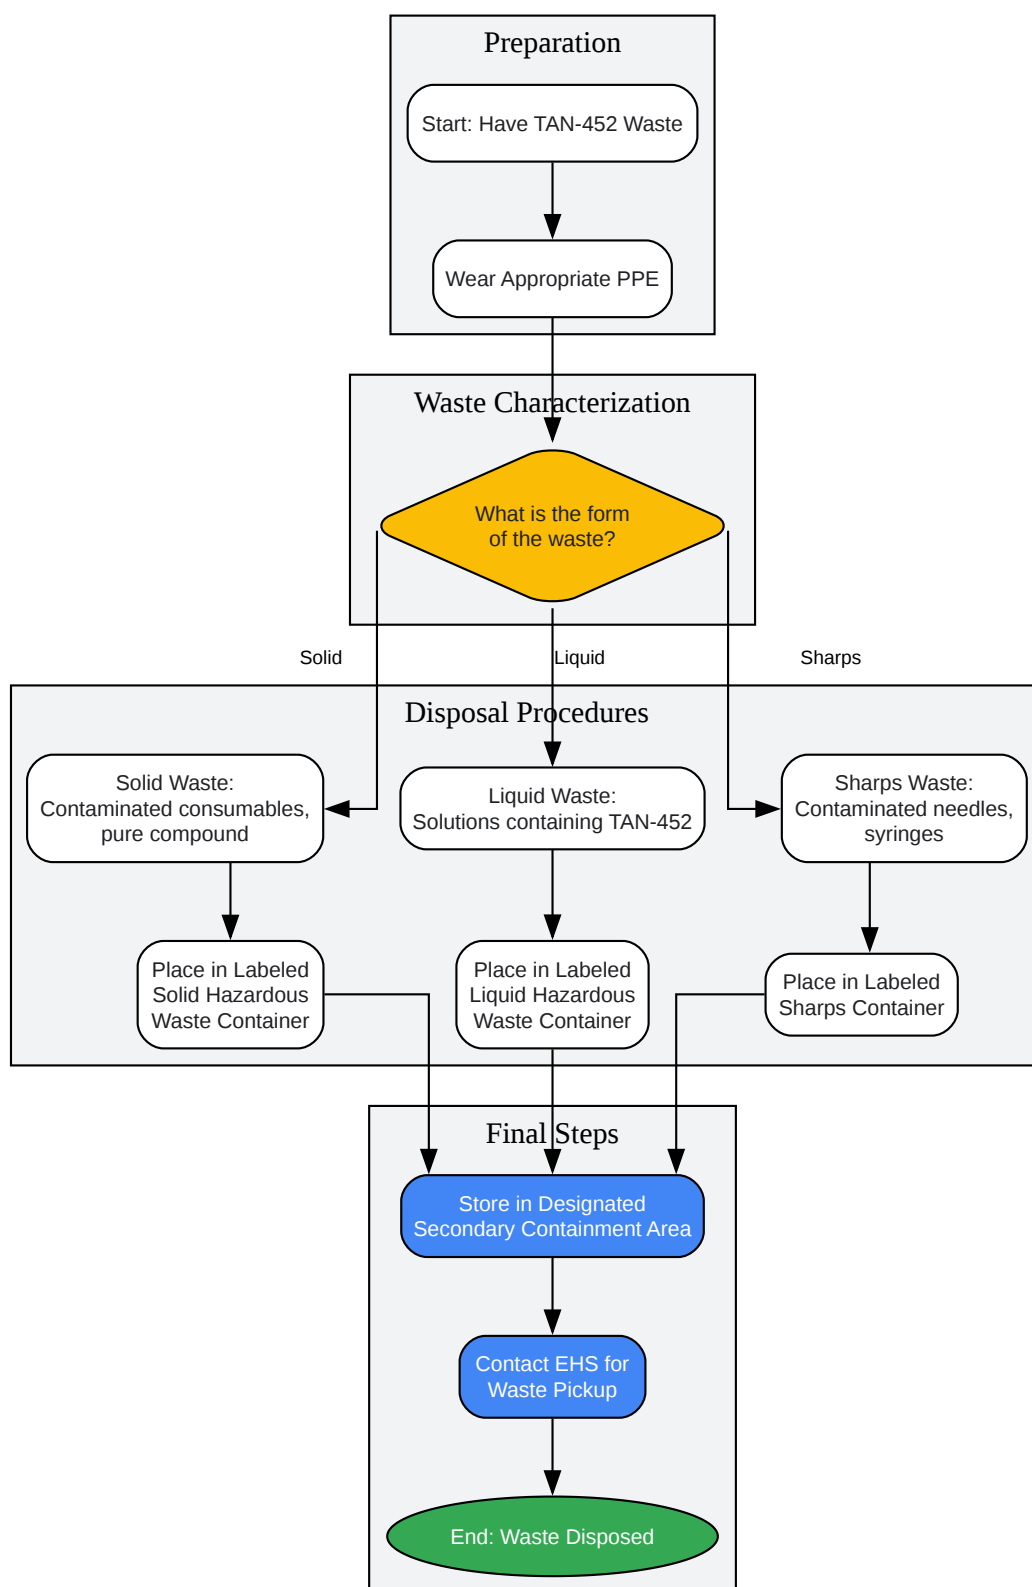 Preparation
Start: Have TAN-452 Waste
Wear Appropriate PPE
Waste Characterization
What is the form
of the waste?
Solid
Liquid
Sharps
Disposal Procedures
Solid Waste:
Contaminated consumables,
pure compound
Liquid Waste:
Solutions containing TAN-452
Sharps Waste:
Contaminated needles,
syringes
Place in Labeled
Solid Hazardous
Waste Container
Place in Labeled
Liquid Hazardous
Waste Container
Place in Labeled
Sharps Container
Final Steps
Store in Designated
Secondary Containment Area
Contact EHS for
Waste Pickup
End: Waste Disposed